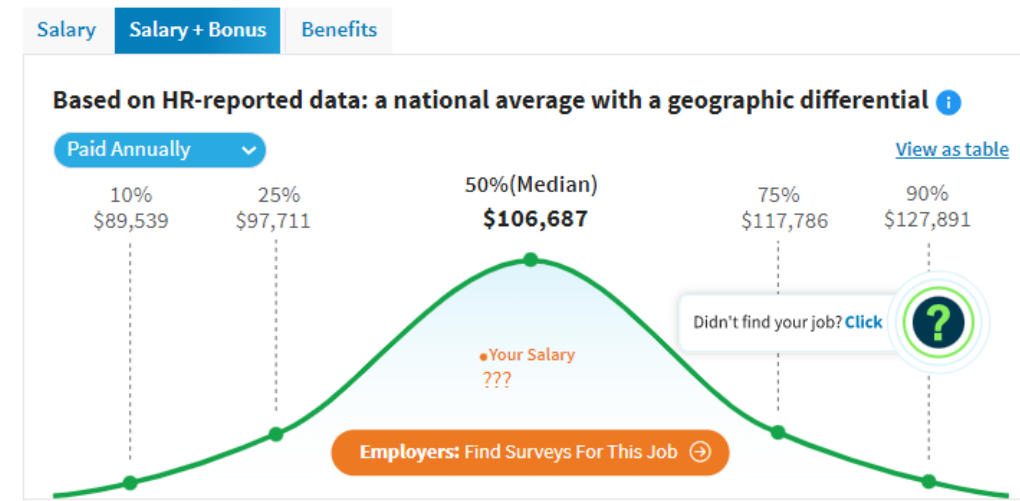 Salary Salary + Bonus Benefits
Based on HR-reported data: a national average with a geographic differential i
Paid Annually
View as table
10% 25% 50%(Median) 75% 90%
$89,539 $97,711 $106,687 $117,786 $127,891
Didn't find your job? Click ?
Your Salary
???
Employers: Find Surveys For This Job